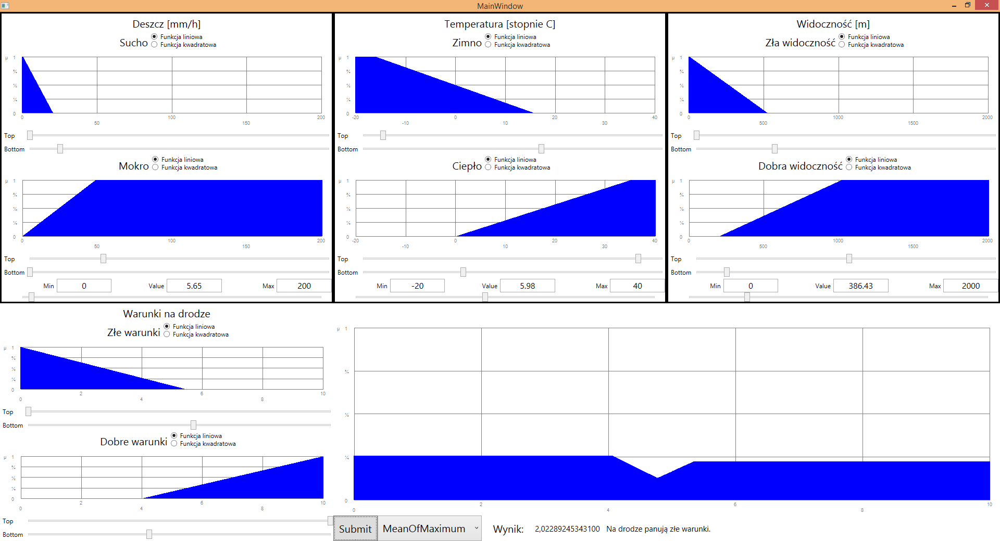 MainWindow
Deszcz [mm/h]
Sucho
Funkcja liniowa
Funkcja kwadratowa
µ 1
¾
½
¼
0
0 50 100 150 200
Top
Bottom
Mokro
Funkcja liniowa
Funkcja kwadratowa
µ 1
¾
½
¼
0
0 50 100 150 200
Top
Bottom
Min 0 Value 5.65 Max 200
Temperatura [stopnie C]
Zimno
Funkcja liniowa
Funkcja kwadratowa
µ 1
¾
½
¼
0
-20 -10 0 10 20 30 40
Top
Bottom
Ciepło
Funkcja liniowa
Funkcja kwadratowa
µ 1
¾
½
¼
0
-20 -10 0 10 20 30 40
Top
Bottom
Min -20 Value 5.98 Max 40
Widoczność [m]
Zła widoczność
Funkcja liniowa
Funkcja kwadratowa
µ 1
¾
½
¼
0
0 500 1000 1500 2000
Top
Bottom
Dobra widoczność
Funkcja liniowa
Funkcja kwadratowa
µ 1
¾
½
¼
0
0 500 1000 1500 2000
Top
Bottom
Min 0 Value 386.43 Max 2000
Warunki na drodze
Złe warunki
Funkcja liniowa
Funkcja kwadratowa
µ 1
¾
½
¼
0
0 2 4 6 8 10
Top
Bottom
Dobre warunki
Funkcja liniowa
Funkcja kwadratowa
µ 1
¾
½
¼
0
0 2 4 6 8 10
Top
Bottom
µ 1
¾
½
¼
0
0 2 4 6 8 10
Submit MeanOfMaximum Wynik: 2,02289245343100 Na drodze panują złe warunki.